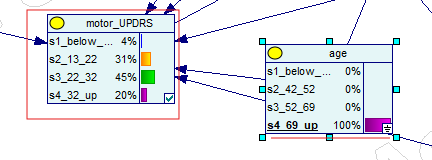 motor_UPDRS
s1_below_... 4%
s2_13_22 31%
s3_22_32 45%
s4_32_up 20%
age
s1_below_... 0%
s2_42_52 0%
s3_52_69 0%
s4_69_up 100%